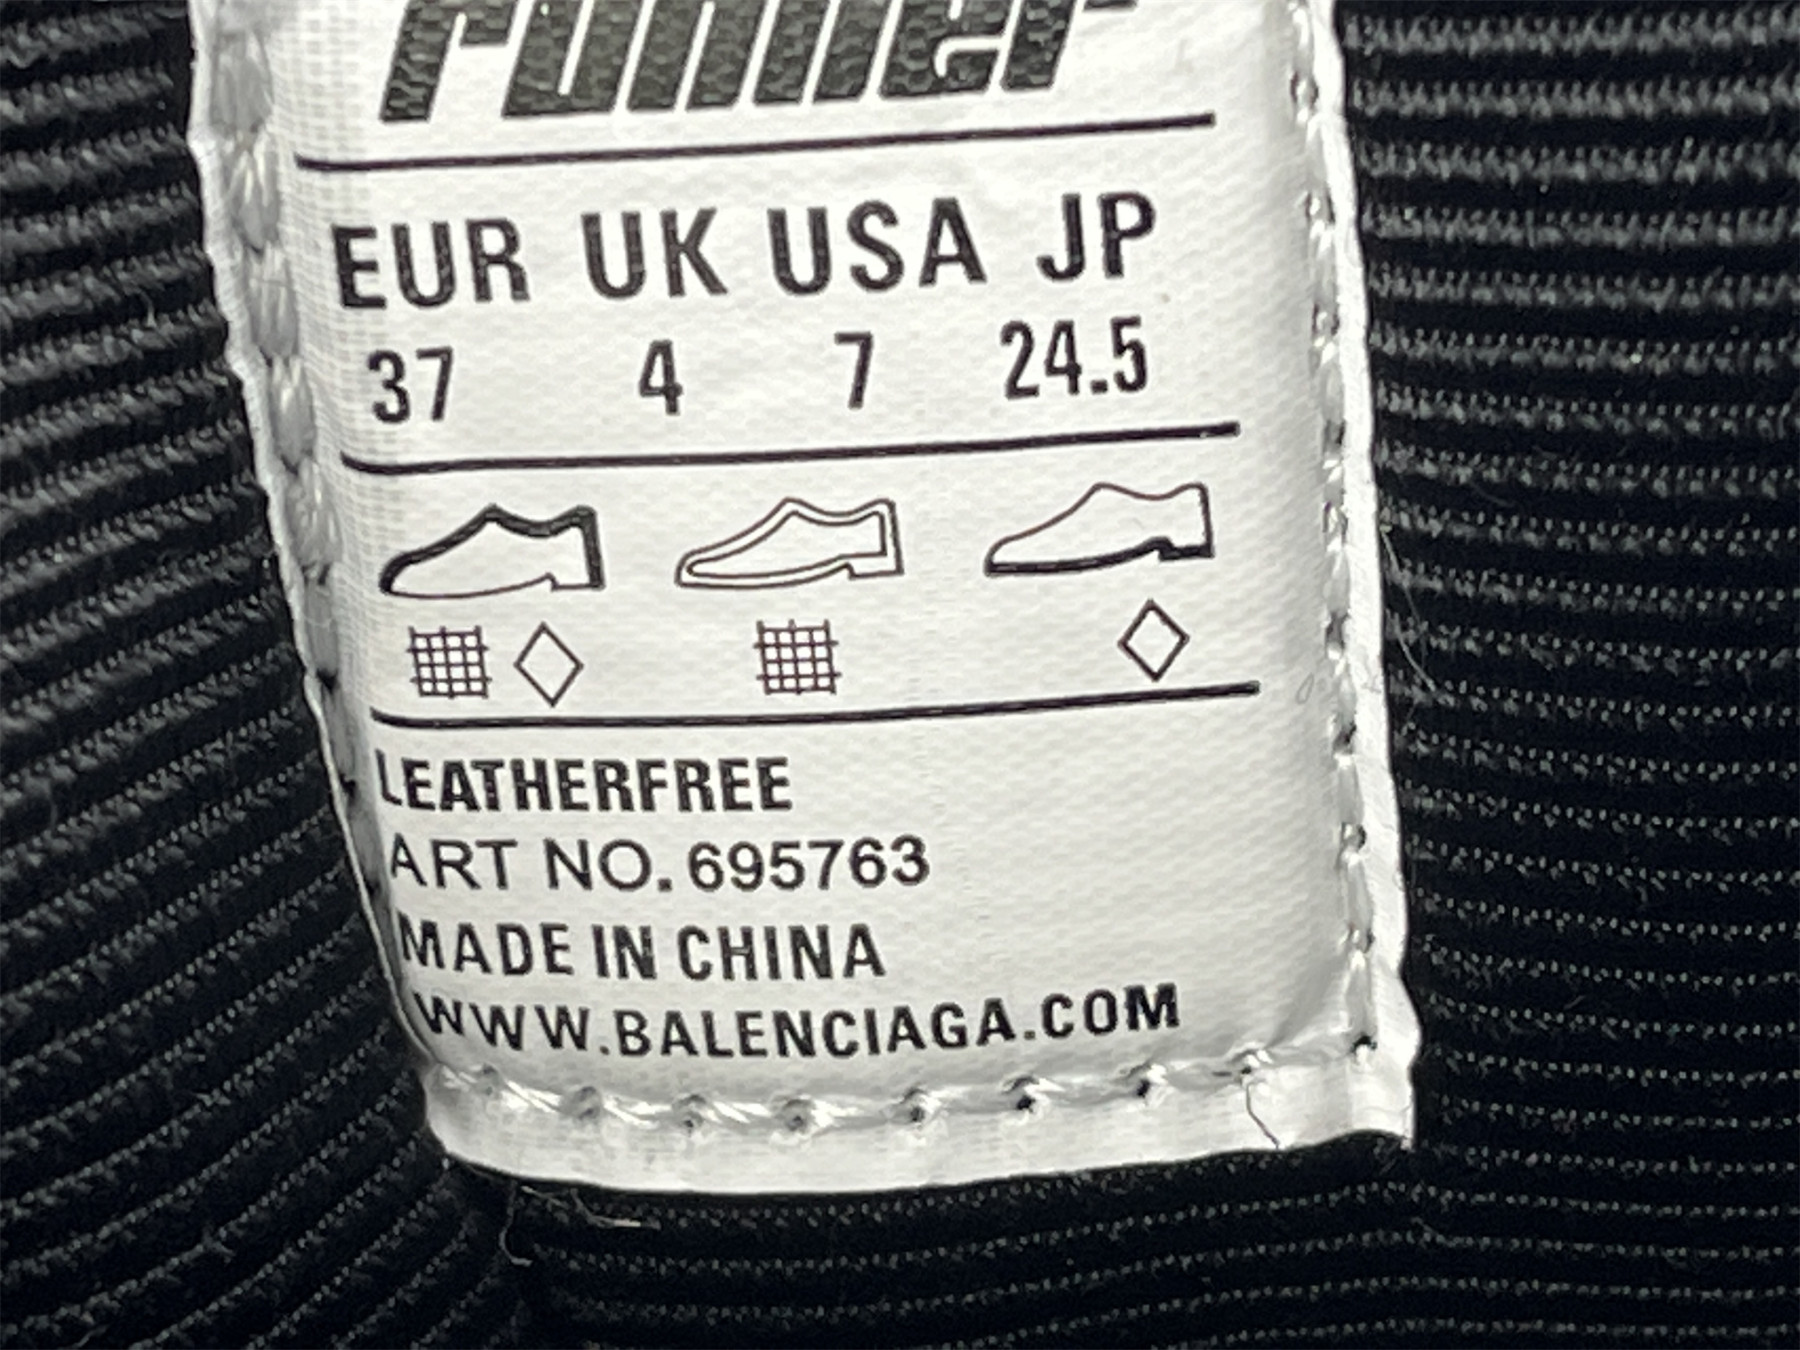 runner
EUR UK USA JP
37 4 7 24.5
LEATHERFREE
ART NO. 695763
MADE IN CHINA
WWW.BALENCIAGA.COM